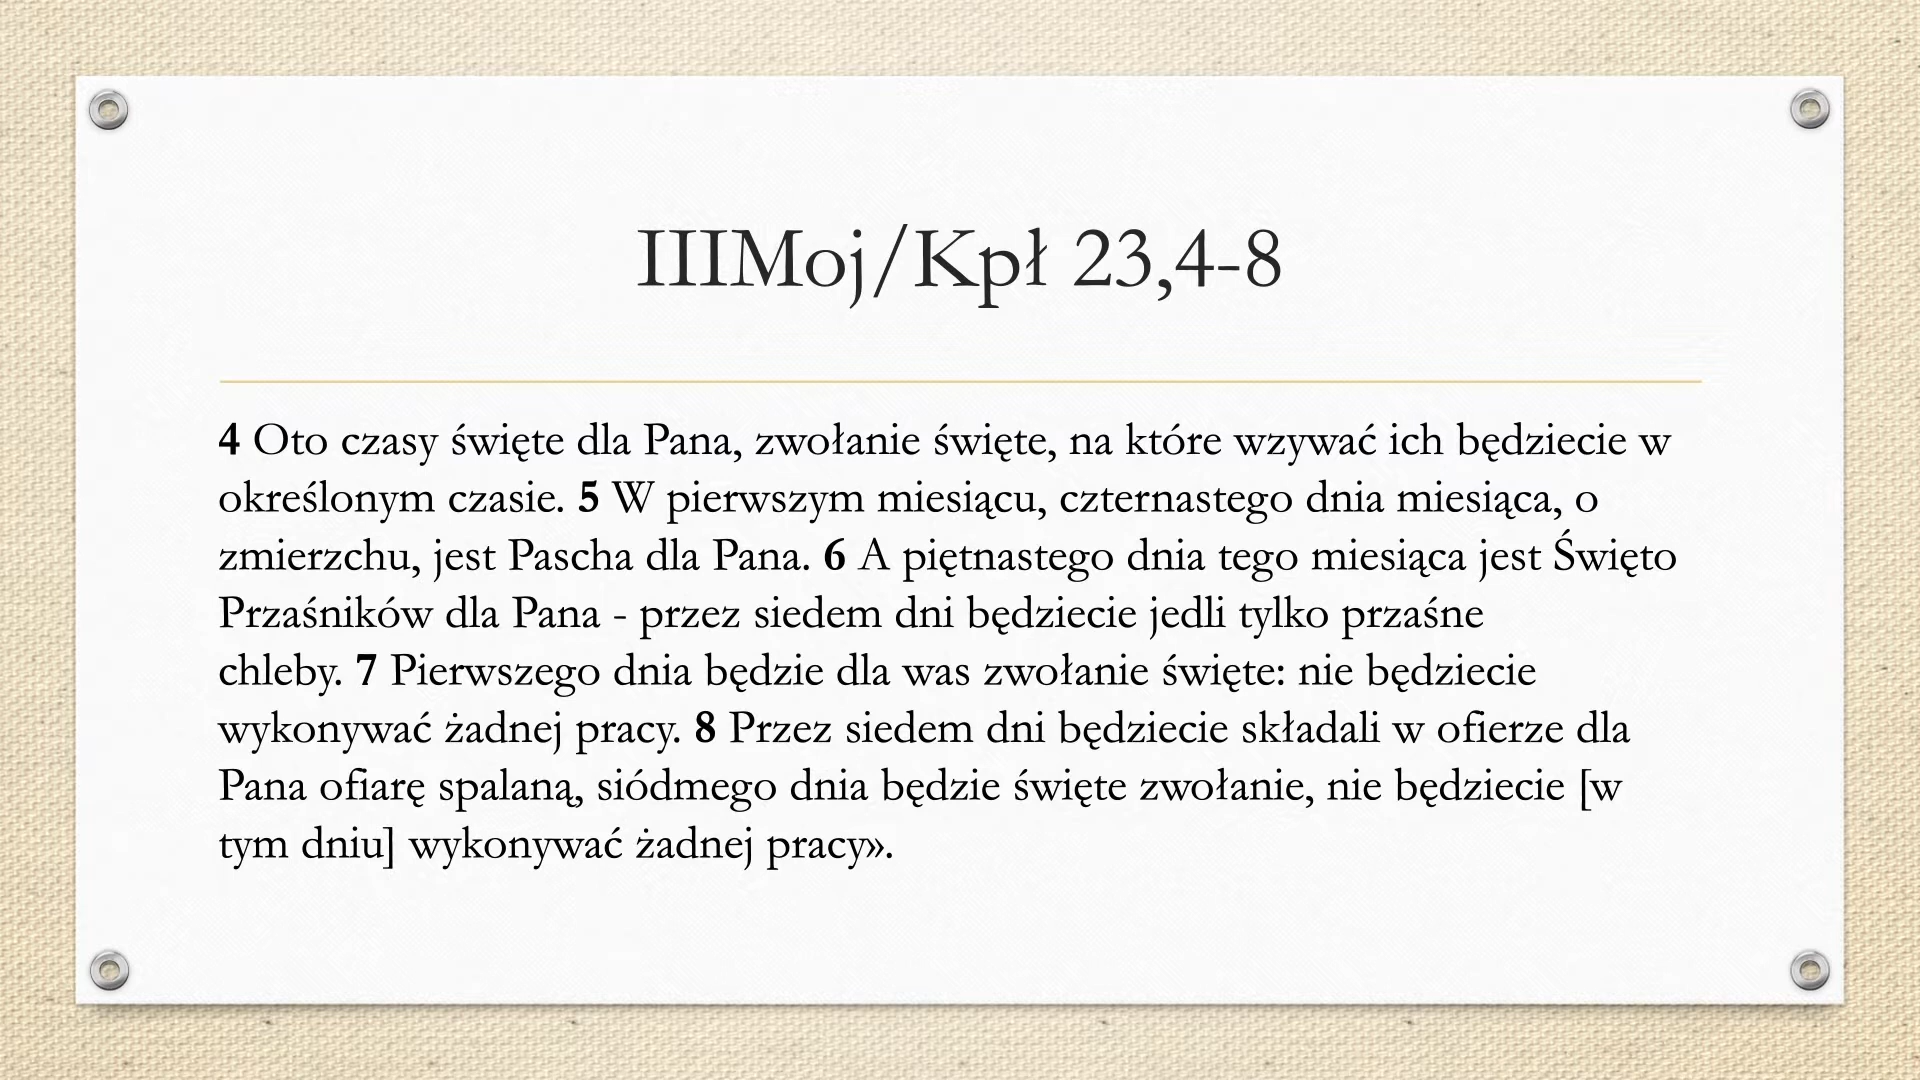 IIIMoj/Kpł 23,4-8
4 Oto czasy święte dla Pana, zwołanie święte, na które wzywać ich będziecie w
określonym czasie. 5 W pierwszym miesiącu, czternastego dnia miesiąca, o
zmierzchu, jest Pascha dla Pana. 6 A piętnastego dnia tego miesiąca jest Święto
Przaśników dla Pana - przez siedem dni będziecie jedli tylko przaśne
chleby. 7 Pierwszego dnia będzie dla was zwołanie święte: nie będziecie
wykonywać żadnej pracy. 8 Przez siedem dni będziecie składali w ofierze dla
Pana ofiarę spalaną, siódmego dnia będzie święte zwołanie, nie będziecie [w
tym dniu] wykonywać żadnej pracy».